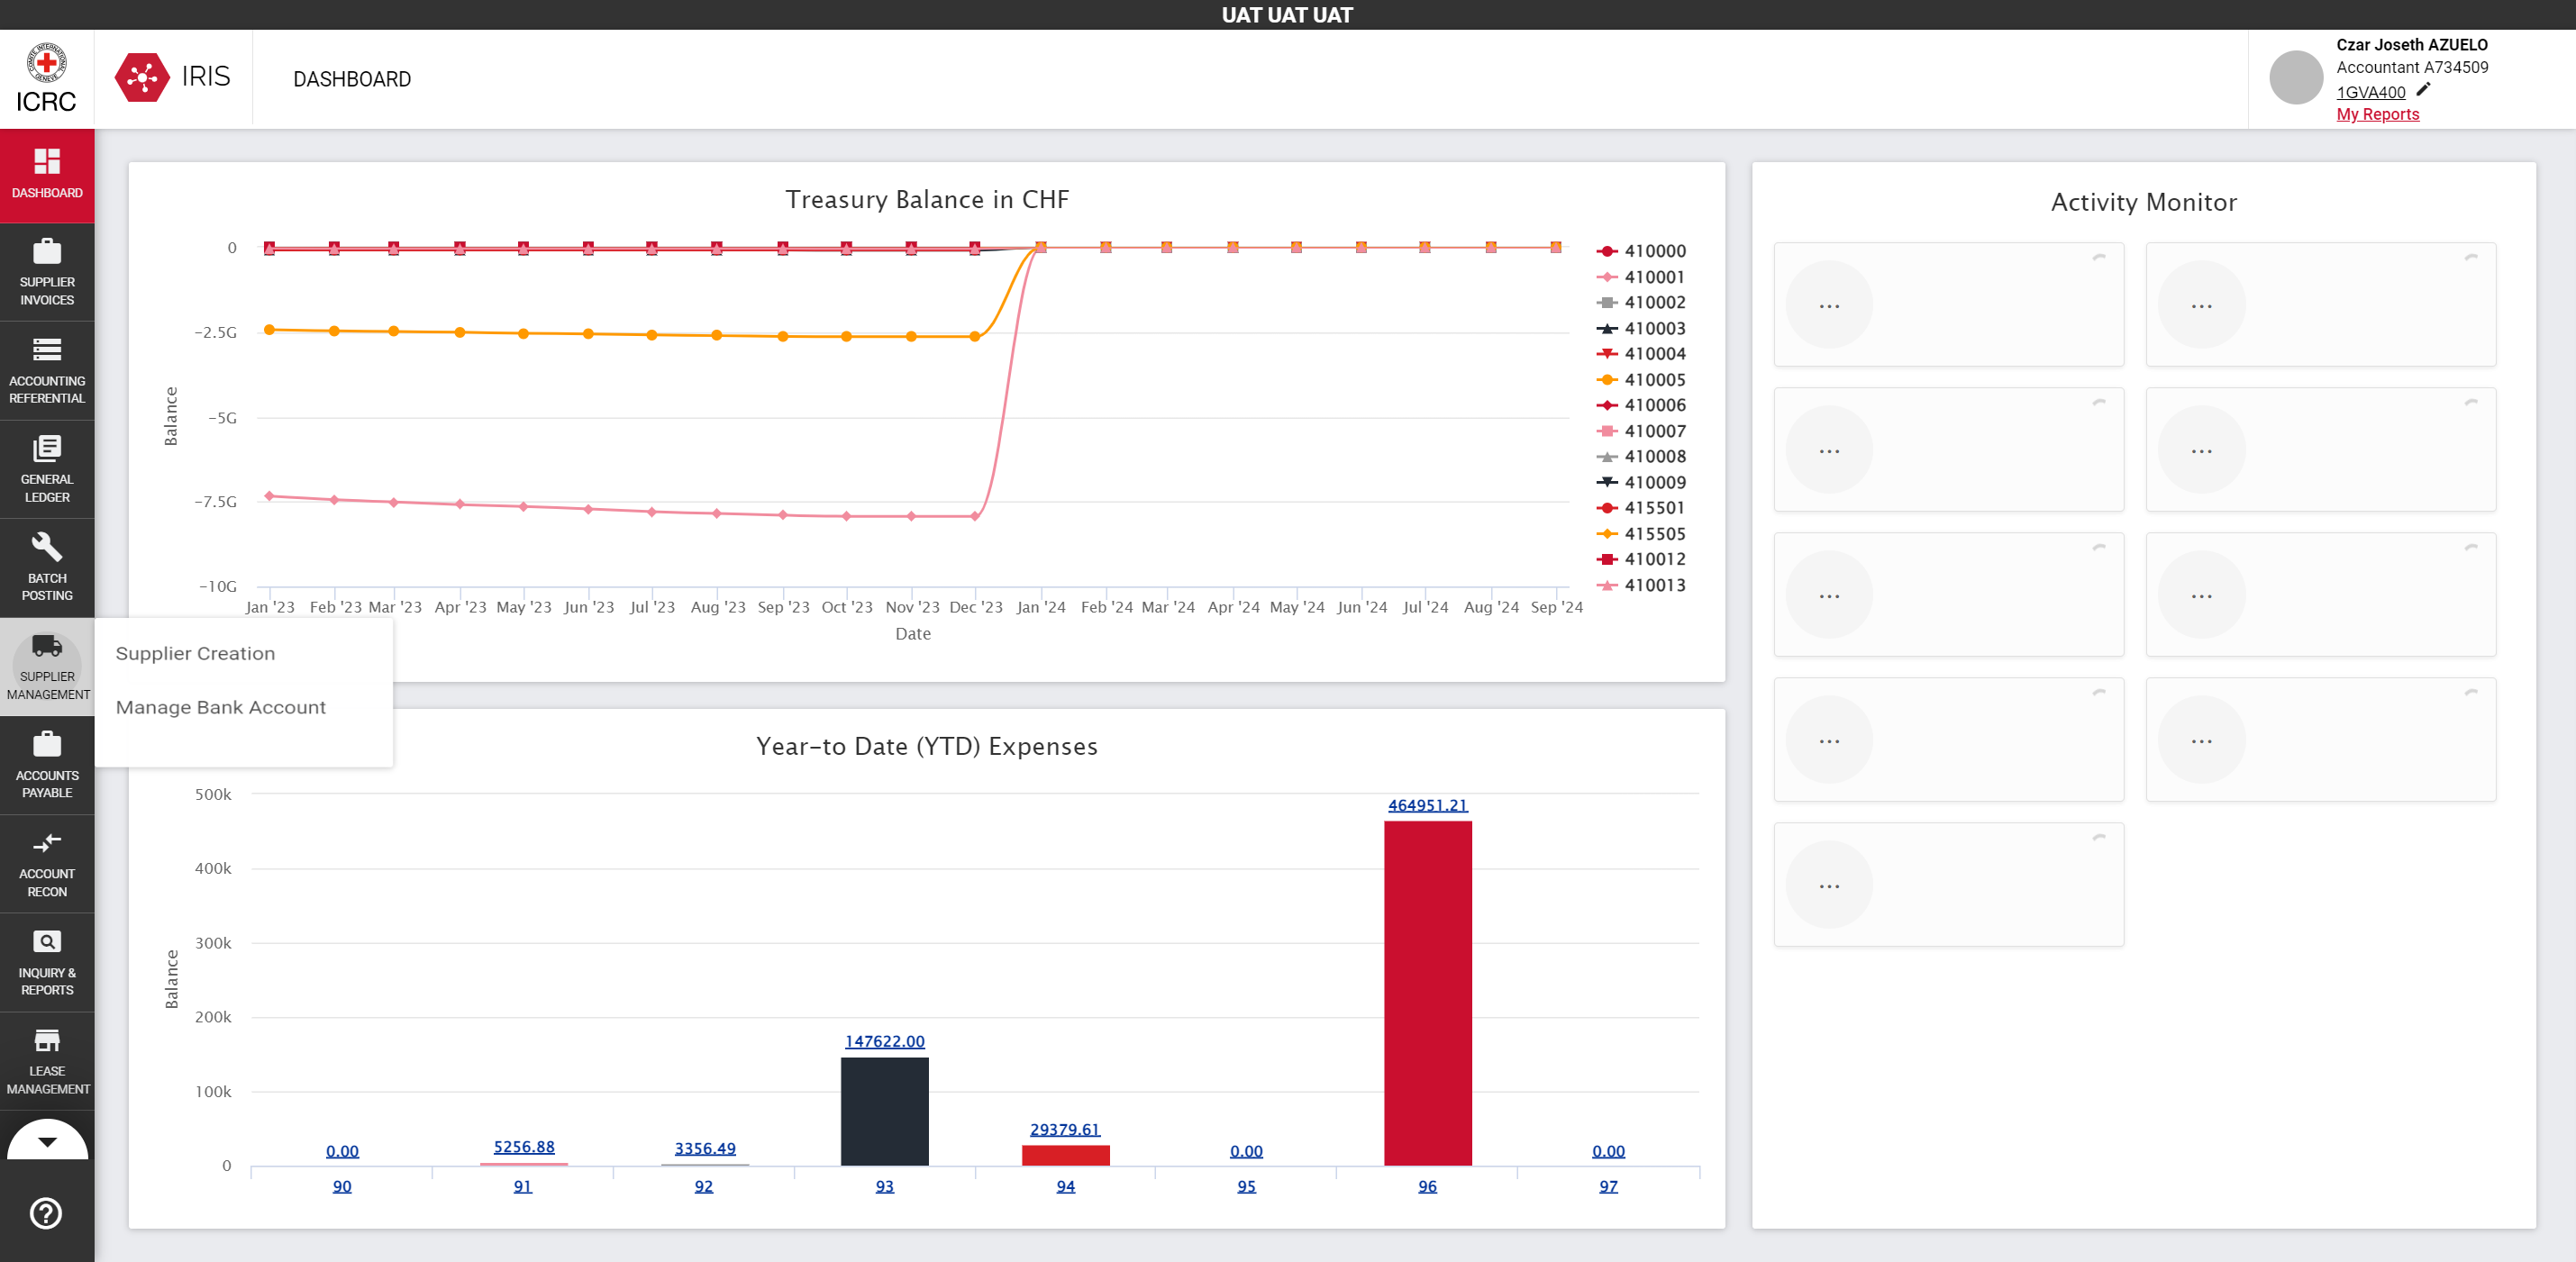 UAT UAT UAT
ICRC
IRIS
DASHBOARD
Czar Joseth AZUELO
Accountant A734509
1GVA400
My Reports
DASHBOARD
SUPPLIER
INVOICES
ACCOUNTING
REFERENTIAL
GENERAL
LEDGER
BATCH
POSTING
SUPPLIER
MANAGEMENT
ACCOUNTS
PAYABLE
ACCOUNT
RECON
INQUIRY &
REPORTS
LEASE
MANAGEMENT
Supplier Creation
Manage Bank Account
Treasury Balance in CHF
Balance
0
−2.5G
−5G
−7.5G
−10G
Jan '23 Feb '23 Mar '23 Apr '23 May '23 Jun '23 Jul '23 Aug '23 Sep '23 Oct '23 Nov '23 Dec '23 Jan '24 Feb '24 Mar '24 Apr '24 May '24 Jun '24 Jul '24 Aug '24 Sep '24
Date
410000
410001
410002
410003
410004
410005
410006
410007
410008
410009
415501
415505
410012
410013
Year−to Date (YTD) Expenses
Balance
500k
400k
300k
200k
100k
0
0.00 5256.88 3356.49 147622.00 29379.61 0.00 464951.21 0.00
90 91 92 93 94 95 96 97
Activity Monitor
... ...
... ...
... ...
... ...
...